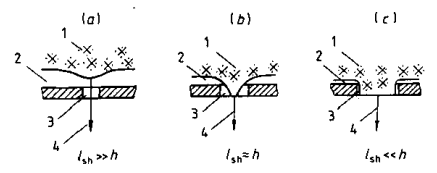 (a) (b) (c)
1 1 1
2 2 2
3 3 3
4 4 4
l_sh>>h l_sh≈h l_sh<<h